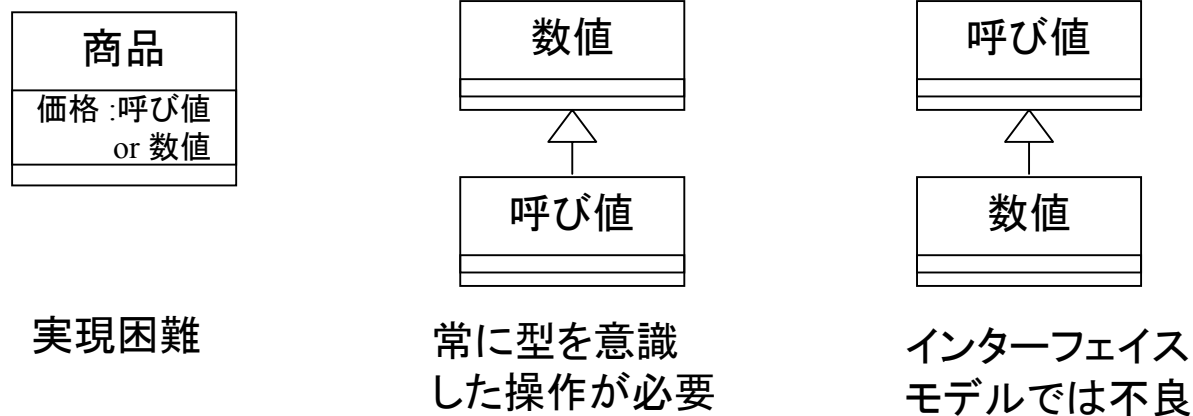 商品
価格 :呼び値
or 数値
実現困難
数値
呼び値
常に型を意識
した操作が必要
呼び値
数値
インターフェイス
モデルでは不良